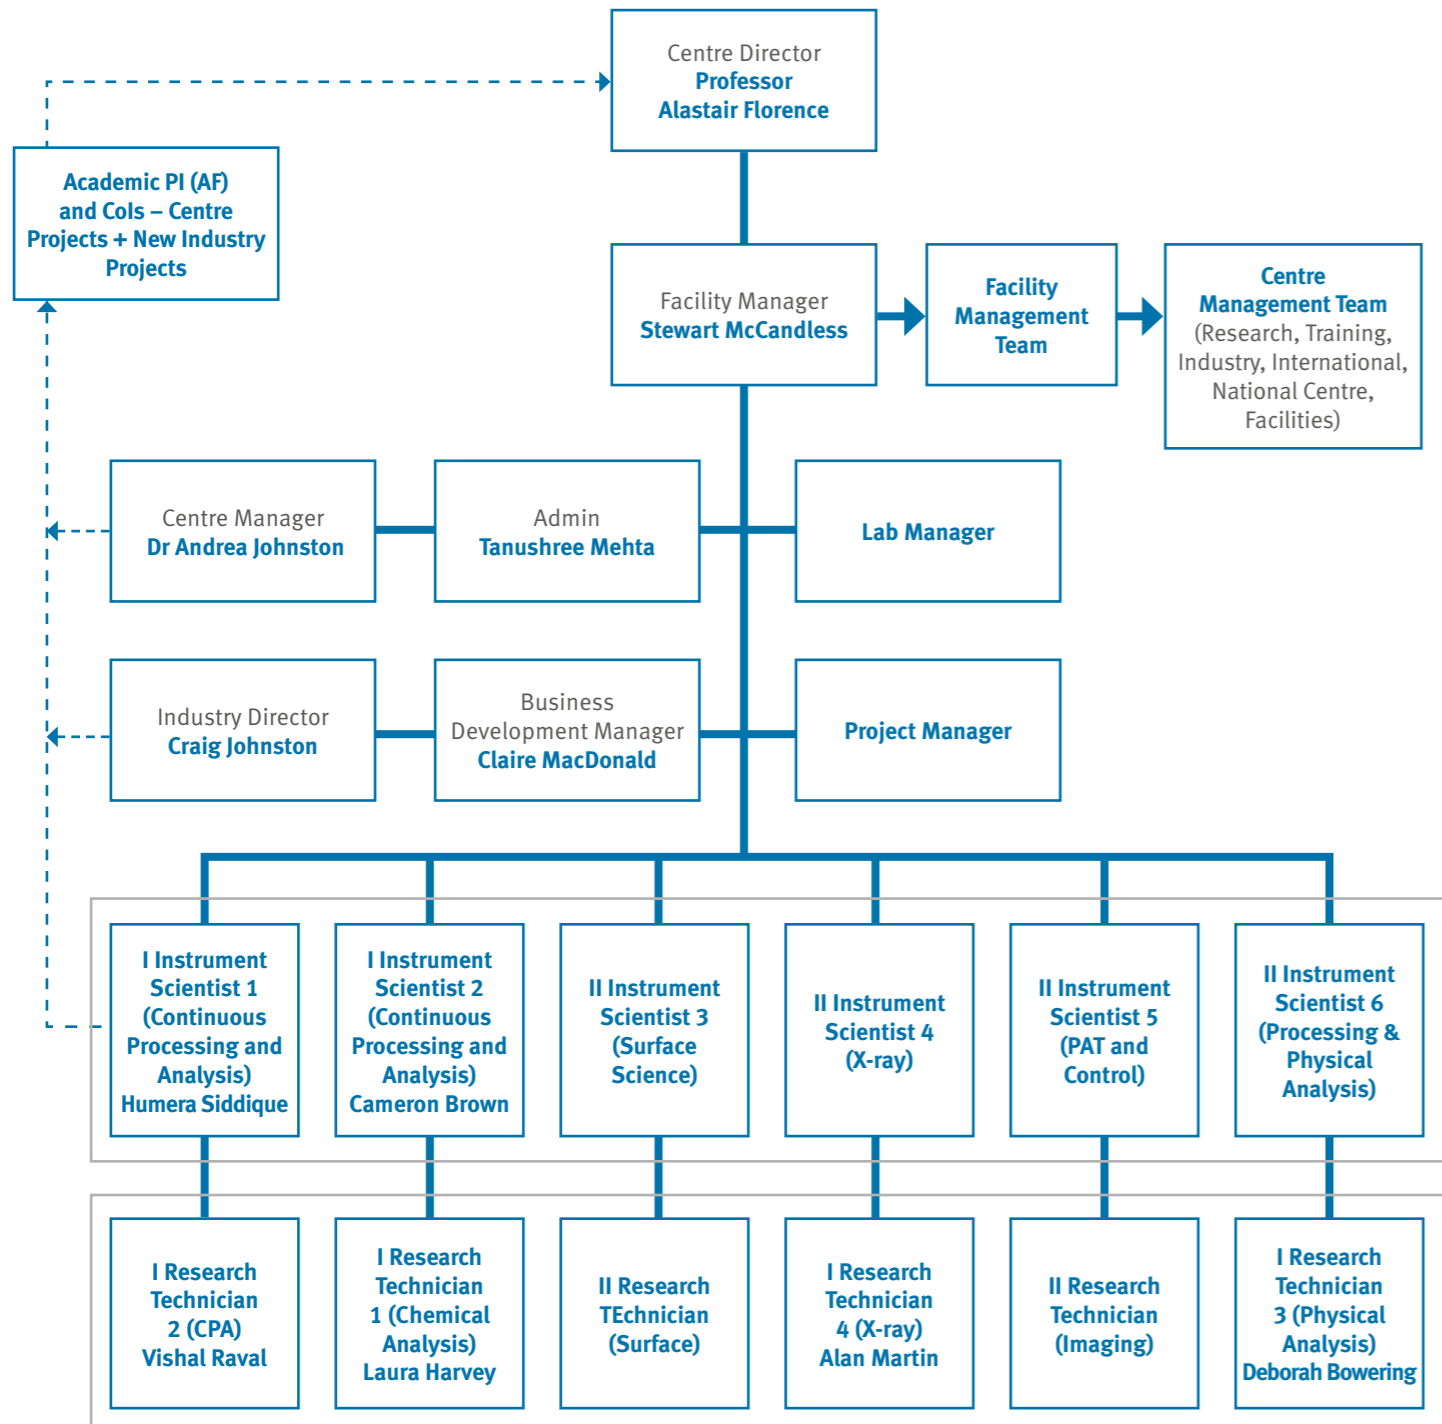 Centre Director
Professor
Alastair Florence
Academic PI (AF)
and CoIs – Centre
Projects + New Industry
Projects
Facility Manager
Stewart McCandless
Facility
Management
Team
Centre
Management Team
(Research, Training,
Industry, International,
National Centre,
Facilities)
Centre Manager
Dr Andrea Johnston
Admin
Tanushree Mehta
Lab Manager
Industry Director
Craig Johnston
Business
Development Manager
Claire MacDonald
Project Manager
I Instrument
Scientist 1
(Continuous
Processing and
Analysis)
Humera Siddique
I Instrument
Scientist 2
(Continuous
Processing and
Analysis)
Cameron Brown
II Instrument
Scientist 3
(Surface
Science)
II Instrument
Scientist 4
(X-ray)
II Instrument
Scientist 5
(PAT and
Control)
II Instrument
Scientist 6
(Processing &
Physical
Analysis)
I Research
Technician
2 (CPA)
Vishal Raval
I Research
Technician
1 (Chemical
Analysis)
Laura Harvey
II Research
TEchnician
(Surface)
I Research
Technician
4 (X-ray)
Alan Martin
II Research
Technician
(Imaging)
I Research
Technician
3 (Physical
Analysis)
Deborah Bowering